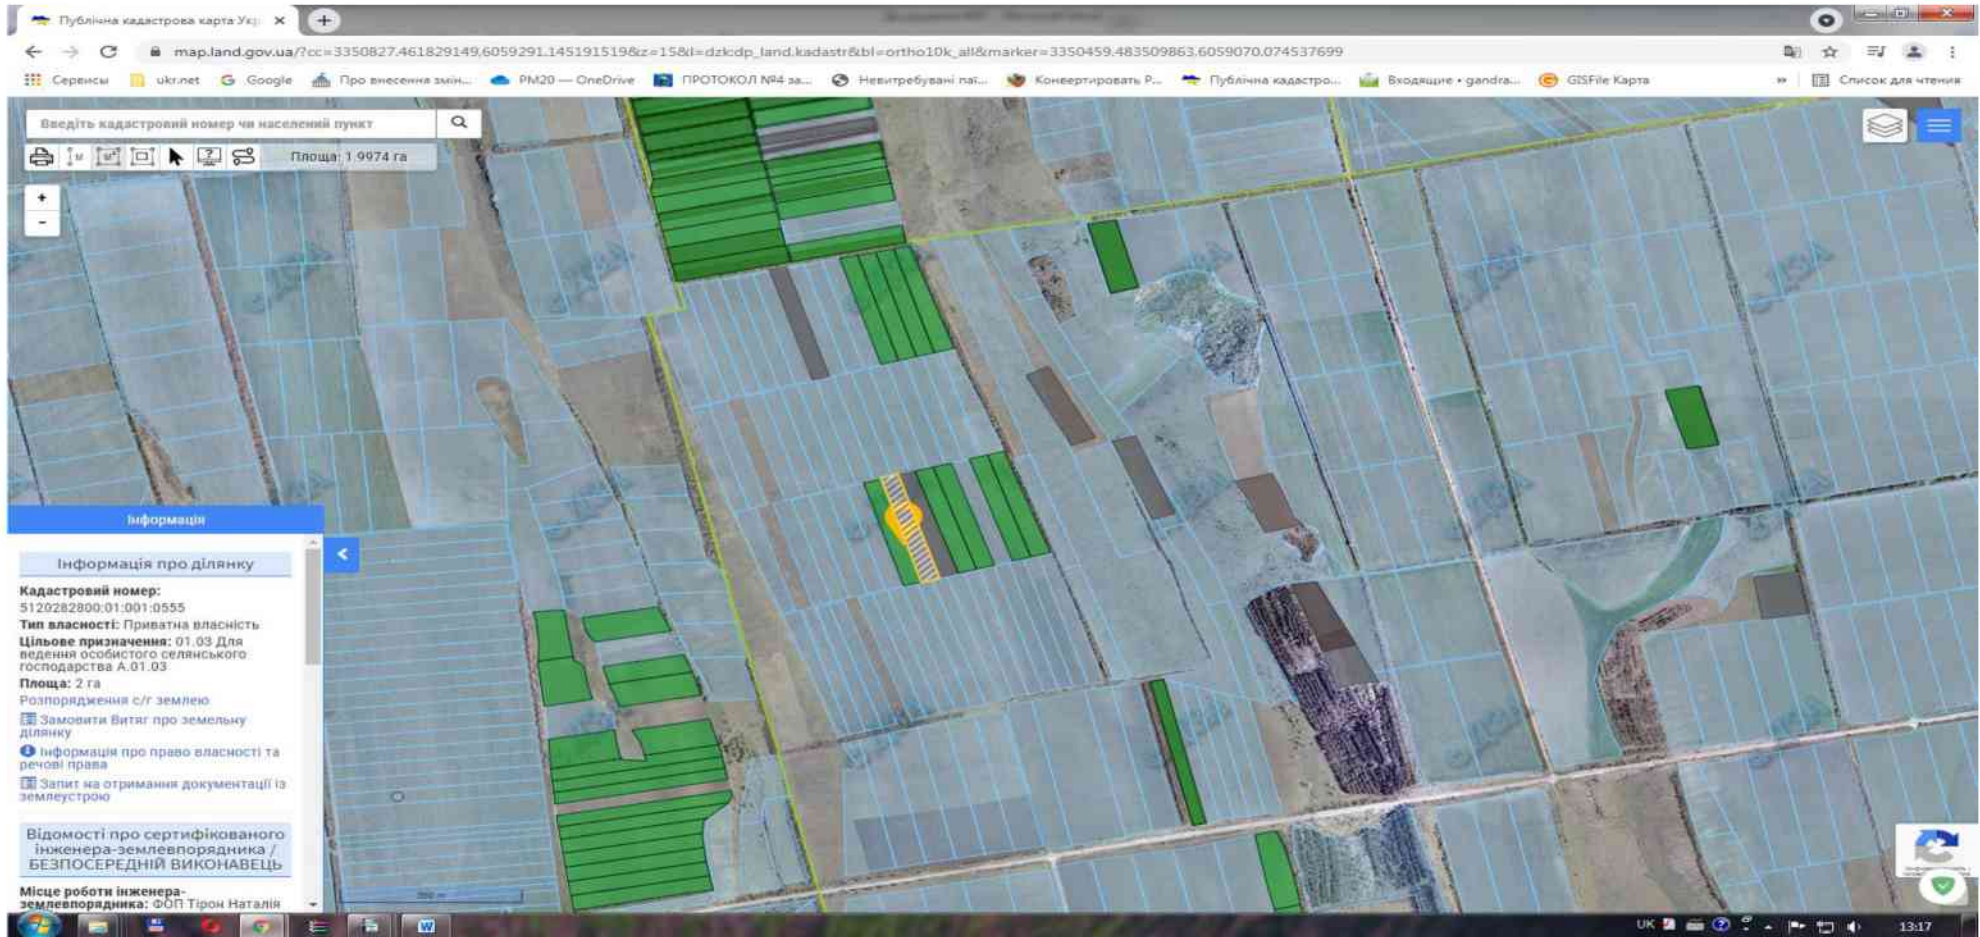 Публічна кадастрова карта Укр
map.land.gov.ua/?cc=3350827.461829149,6059291.145191519&z=15&l=dzk:dp_land.kadastr&bl=ortho10k_all&marker=3350459.483509863,6059070.074537699
Сервисы
ukr.net
Google
Про внесення змін...
PM20 — OneDrive
ПРОТОКОЛ №4 за...
Невитребувані паї...
Конвертировать P...
Публічна кадастро...
Входящие • gandra...
GISFile Карта
»
Список для чтения
Введіть кадастровий номер чи населений пункт
Площа: 1.9974 га
+
-
Інформація
Інформація про ділянку
Кадастровий номер:
5120282800:01:001:0555
Тип власності: Приватна власність
Цільове призначення: 01.03 Для
ведення особистого селянського
господарства А.01.03
Площа: 2 га
Розпорядження с/г землею
Замовити Витяг про земельну
ділянку
Інформація про право власності та
речові права
Запит на отримання документації із
землеустрою
Відомості про сертифікованого
інженера-землевпорядника /
БЕЗПОСЕРЕДНІЙ ВИКОНАВЕЦЬ
Місце роботи інженера-
землевпорядника: ФОП Тірон Наталія
UK
13:17